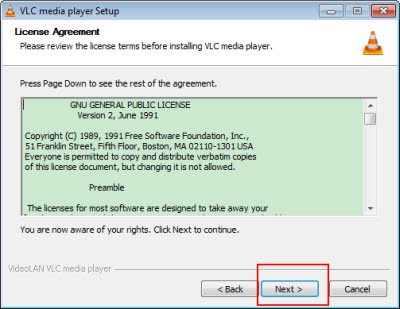 VLC media player Setup
License Agreement
Please review the license terms before installing VLC media player.
Press Page Down to see the rest of the agreement.
GNU GENERAL PUBLIC LICENSE
Version 2, June 1991
Copyright (C) 1989, 1991 Free Software Foundation, Inc.,
51 Franklin Street, Fifth Floor, Boston, MA 02110-1301 USA
Everyone is permitted to copy and distribute verbatim copies
of this license document, but changing it is not allowed.
Preamble
The licenses for most software are designed to take away your
You are now aware of your rights. Click Next to continue.
VideoLAN VLC media player
< Back
Next >
Cancel